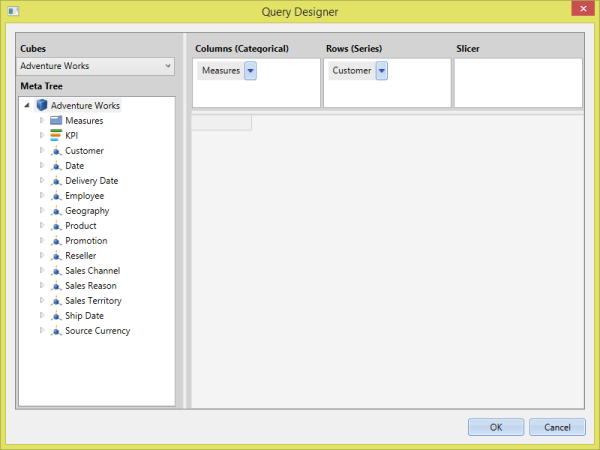 Query Designer
Cubes
Adventure Works
Meta Tree
Adventure Works
Measures
KPI
Customer
Date
Delivery Date
Employee
Geography
Product
Promotion
Reseller
Sales Channel
Sales Reason
Sales Territory
Ship Date
Source Currency
Columns (Categorical)
Rows (Series)
Slicer
Measures
Customer
OK
Cancel